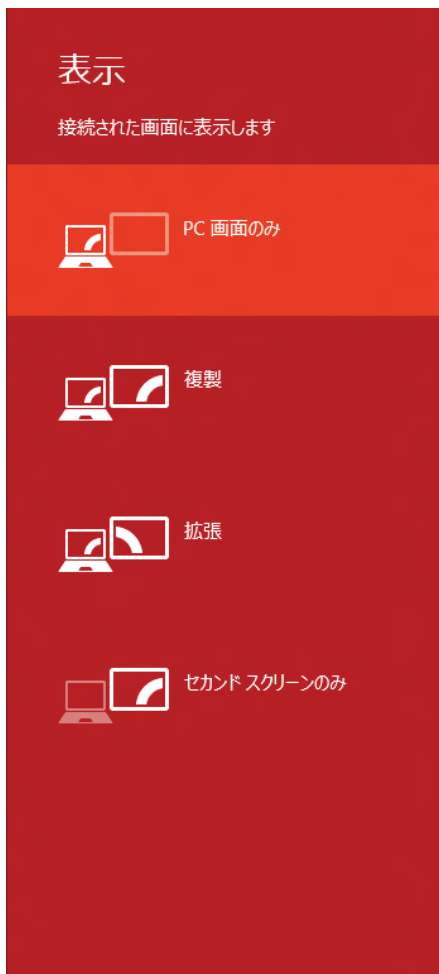 表示
接続された画面に表示します
PC 画面のみ
複製
拡張
セカンド スクリーンのみ